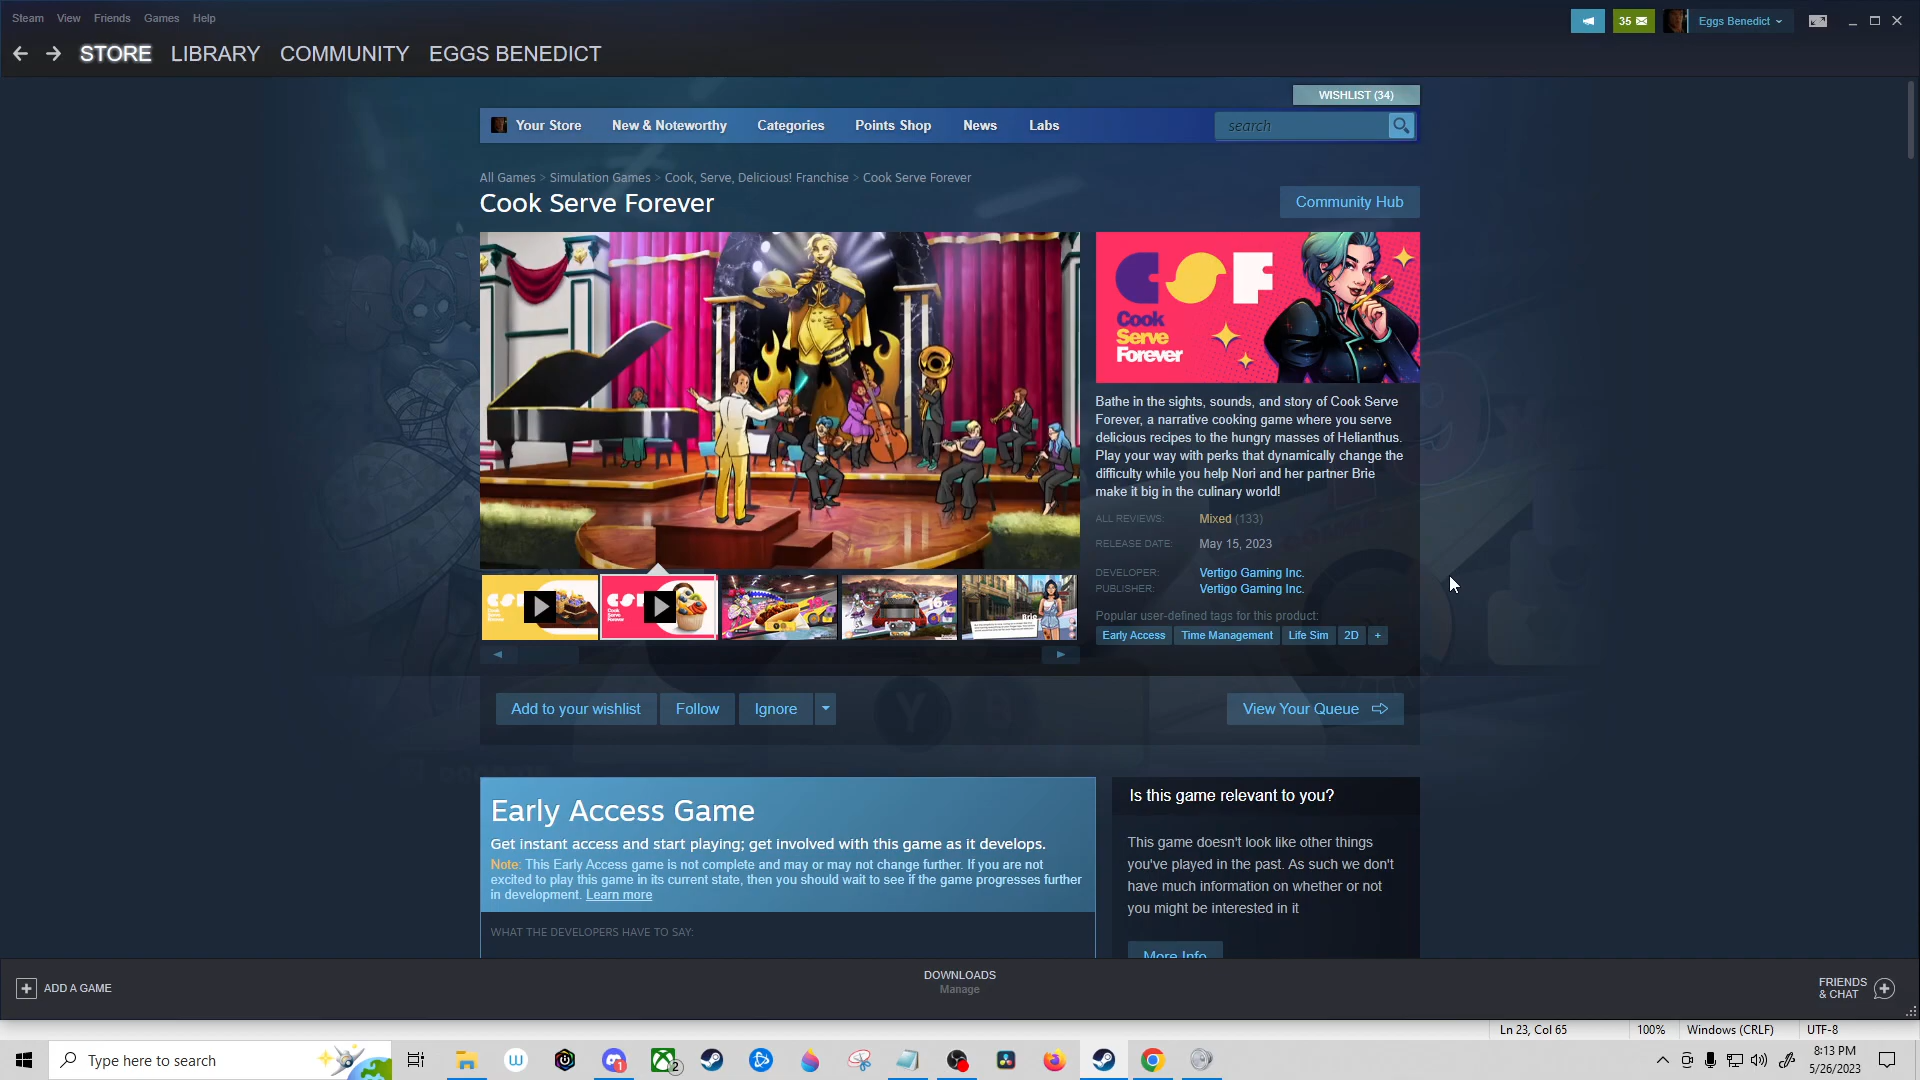 Steam View Friends Games Help
35
Eggs Benedict
STORE LIBRARY COMMUNITY EGGS BENEDICT
WISHLIST (34)
Your Store New & Noteworthy Categories Points Shop News Labs search
All Games > Simulation Games > Cook, Serve, Delicious! Franchise > Cook Serve Forever
Cook Serve Forever
Community Hub
CSF
Cook
Serve
Forever
Bathe in the sights, sounds, and story of Cook Serve
Forever, a narrative cooking game where you serve
delicious recipes to the hungry masses of Helianthus.
Play your way with perks that dynamically change the
difficulty while you help Nori and her partner Brie
make it big in the culinary world!
ALL REVIEWS: Mixed (133)
RELEASE DATE: May 15, 2023
DEVELOPER: Vertigo Gaming Inc.
PUBLISHER: Vertigo Gaming Inc.
Popular user-defined tags for this product:
Early Access Time Management Life Sim 2D +
Add to your wishlist Follow Ignore
View Your Queue
Early Access Game
Get instant access and start playing; get involved with this game as it develops.
Note: This Early Access game is not complete and may or may not change further. If you are not
excited to play this game in its current state, then you should wait to see if the game progresses further
in development. Learn more
WHAT THE DEVELOPERS HAVE TO SAY:
Is this game relevant to you?
This game doesn't look like other things
you've played in the past. As such we don't
have much information on whether or not
you might be interested in it
More Info
ADD A GAME
DOWNLOADS
Manage
FRIENDS
& CHAT
Ln 23, Col 65 100% Windows (CRLF) UTF-8
Type here to search
1
2
8:13 PM
5/26/2023